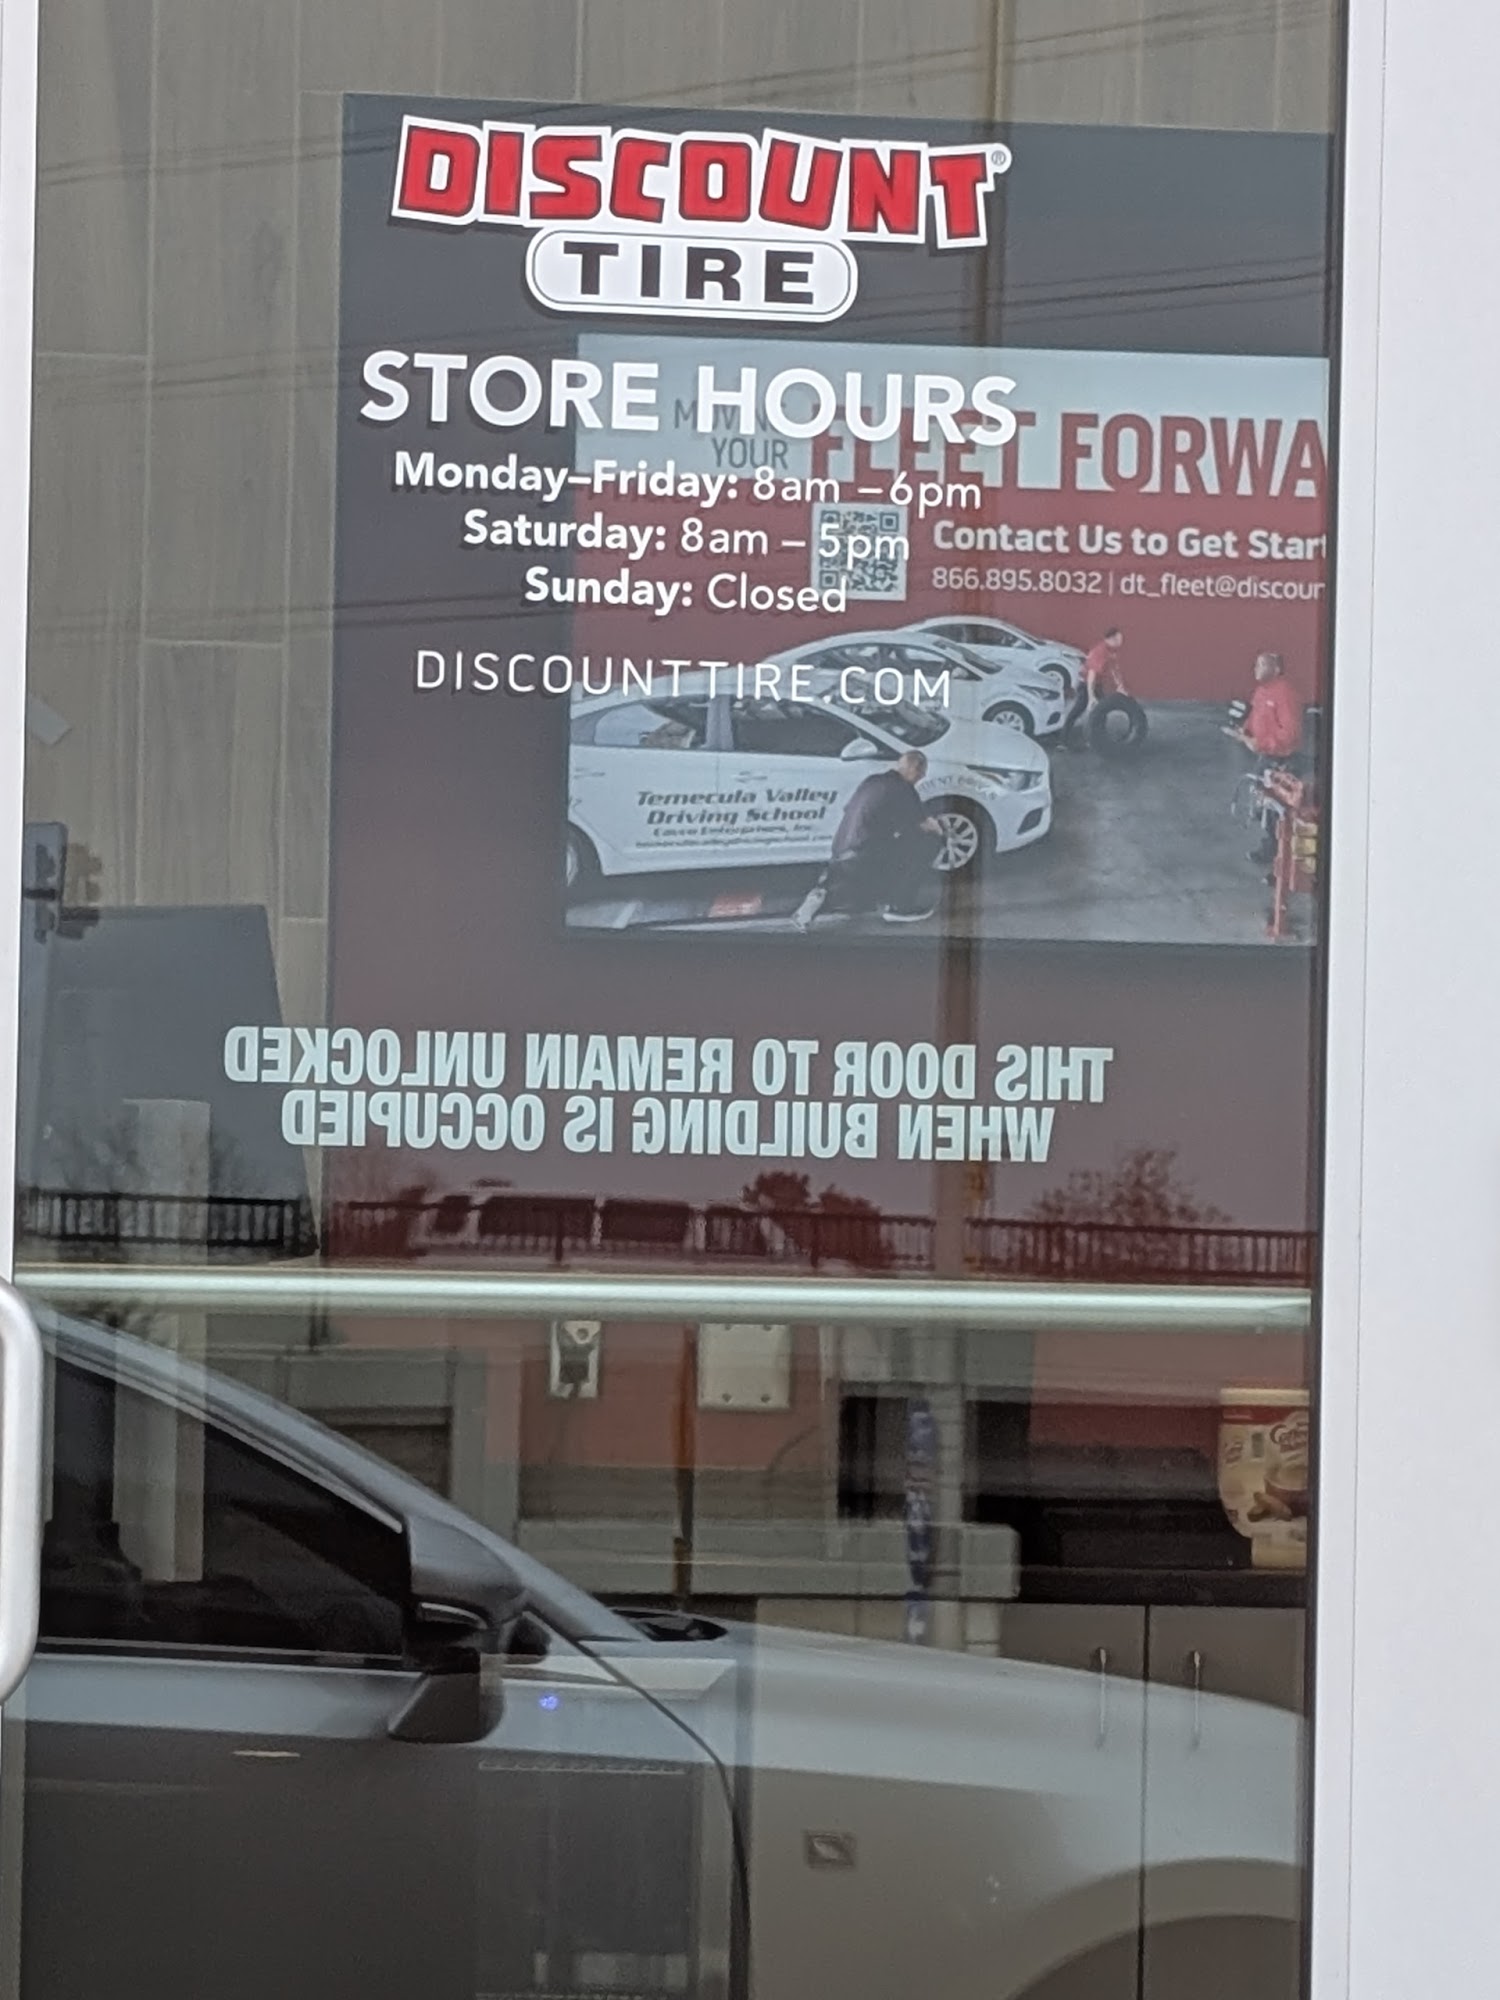 DISCOUNT®
TIRE
STORE HOURS
Monday–Friday: 8am – 6pm
Saturday: 8am – 5pm
Sunday: Closed
DISCOUNTTIRE.COM
MOVING
YOUR
FLEET FORWA
Contact Us to Get Start
866.895.8032 | dt_fleet@discoun
Temecula Valley
Driving School
THIS DOOR TO REMAIN UNLOCKED
WHEN BUILDING IS OCCUPIED